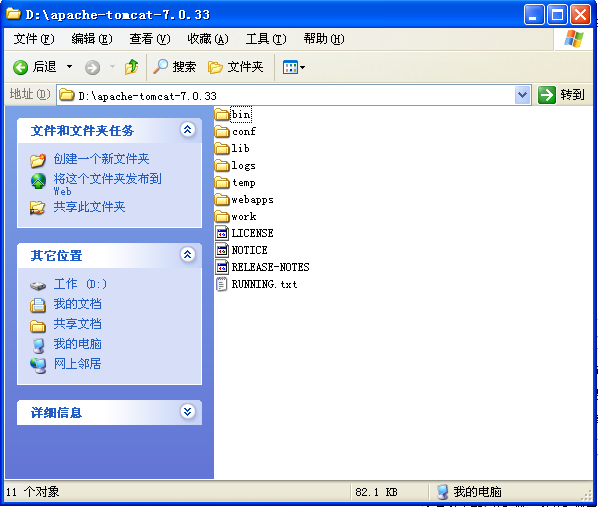 D:\apache-tomcat-7.0.33
文件(F) 编辑(E) 查看(V) 收藏(A) 工具(T) 帮助(H)
后退 搜索 文件夹
地址(D) D:\apache-tomcat-7.0.33 转到
文件和文件夹任务
创建一个新文件夹
将这个文件夹发布到
Web
共享此文件夹
其它位置
工作 (D:)
我的文档
共享文档
我的电脑
网上邻居
详细信息
bin
conf
lib
logs
temp
webapps
work
LICENSE
NOTICE
RELEASE-NOTES
RUNNING.txt
11 个对象 82.1 KB 我的电脑